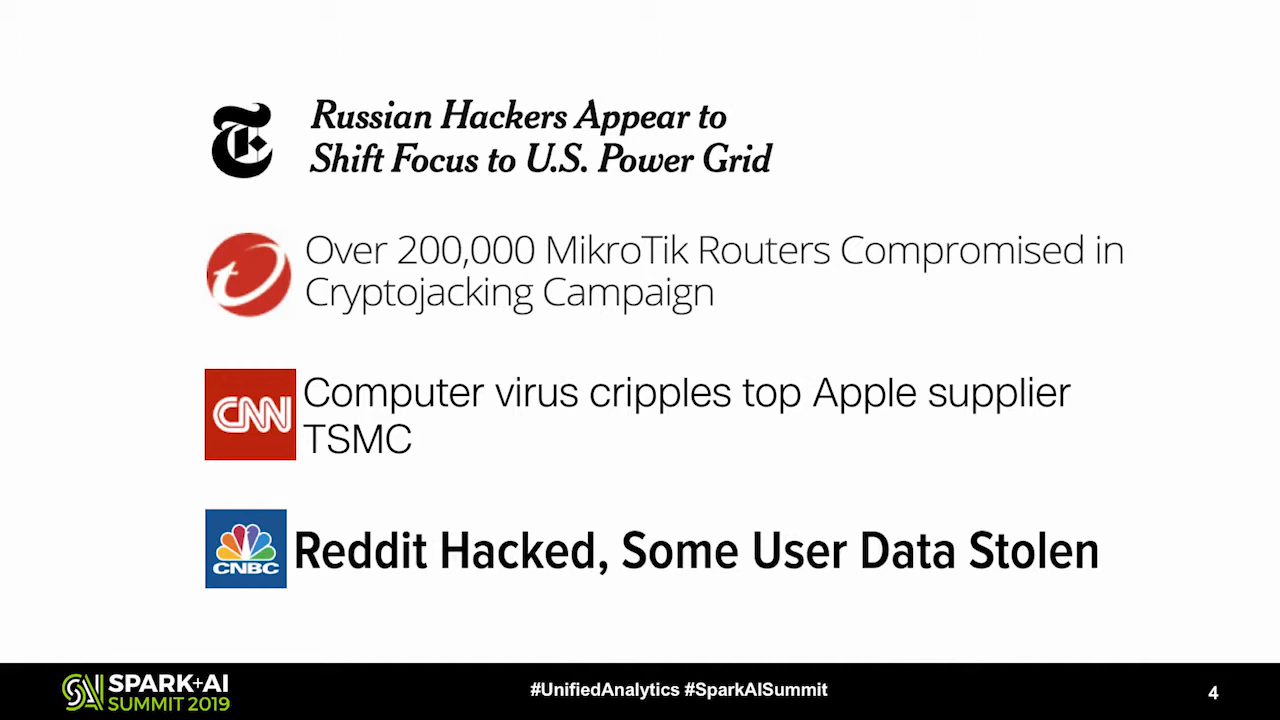 Russian Hackers Appear to
Shift Focus to U.S. Power Grid
Over 200,000 MikroTik Routers Compromised in
Cryptojacking Campaign
CNN
Computer virus cripples top Apple supplier
TSMC
CNBC
Reddit Hacked, Some User Data Stolen
SPARK+AI
SUMMIT 2019
#UnifiedAnalytics #SparkAISummit
4